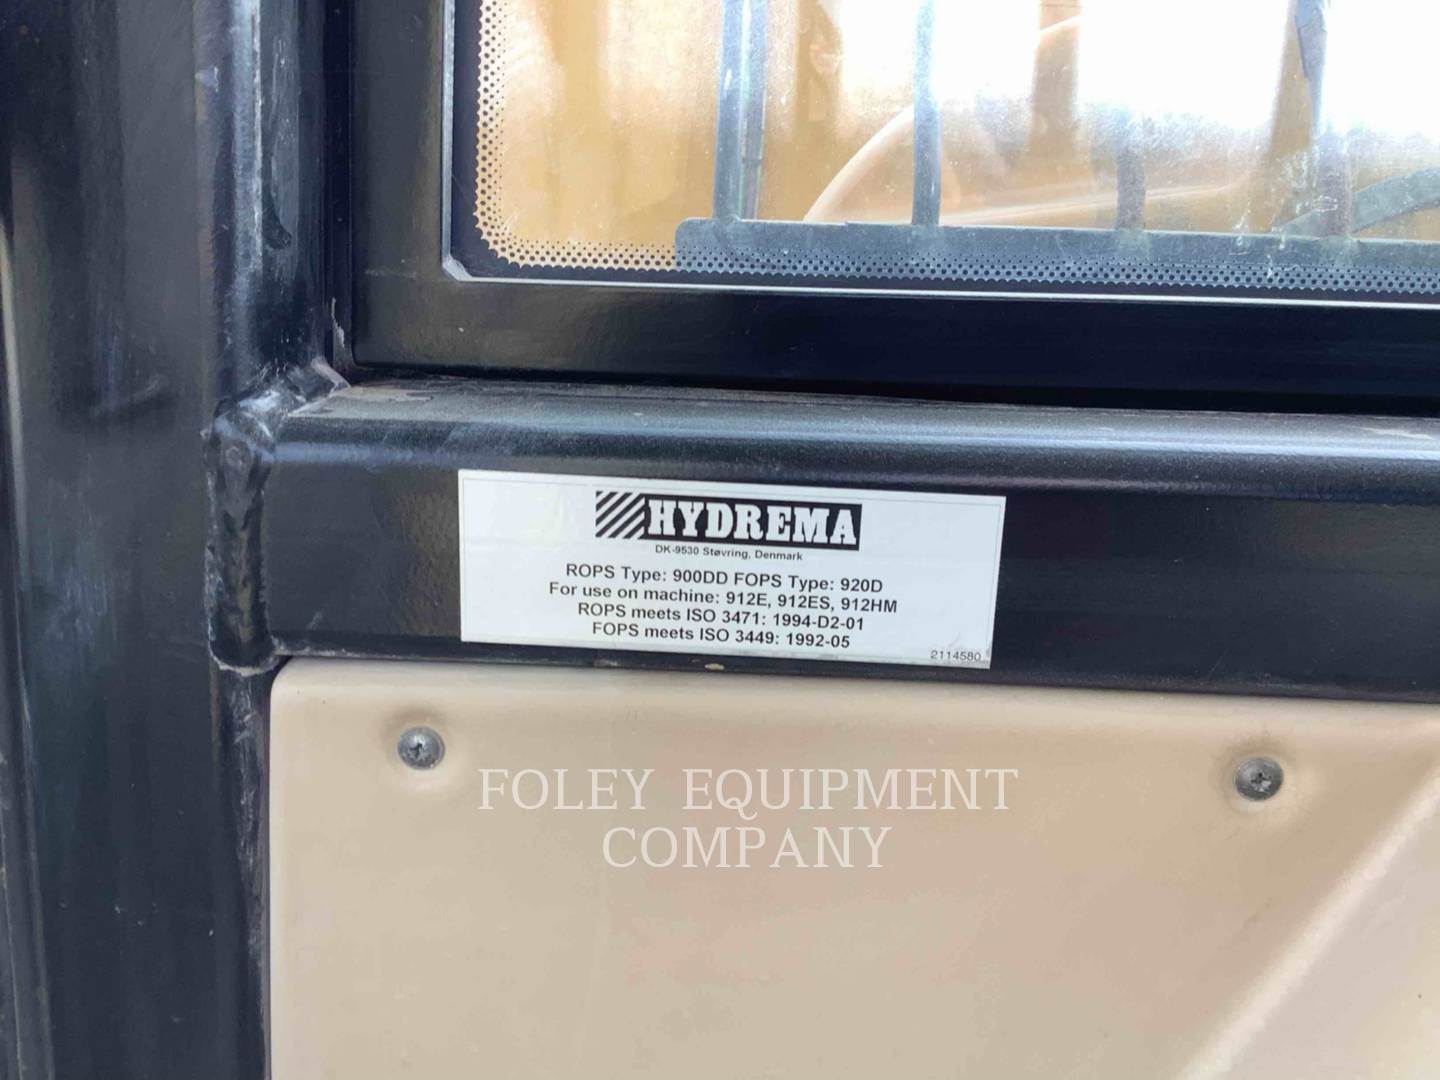 HYDREMA
DK-9530 Støvring, Denmark
ROPS Type: 900DD FOPS Type: 920D
For use on machine: 912E, 912ES, 912HM
ROPS meets ISO 3471: 1994-D2-01
FOPS meets ISO 3449: 1992-05
2114580
FOLEY EQUIPMENT
COMPANY